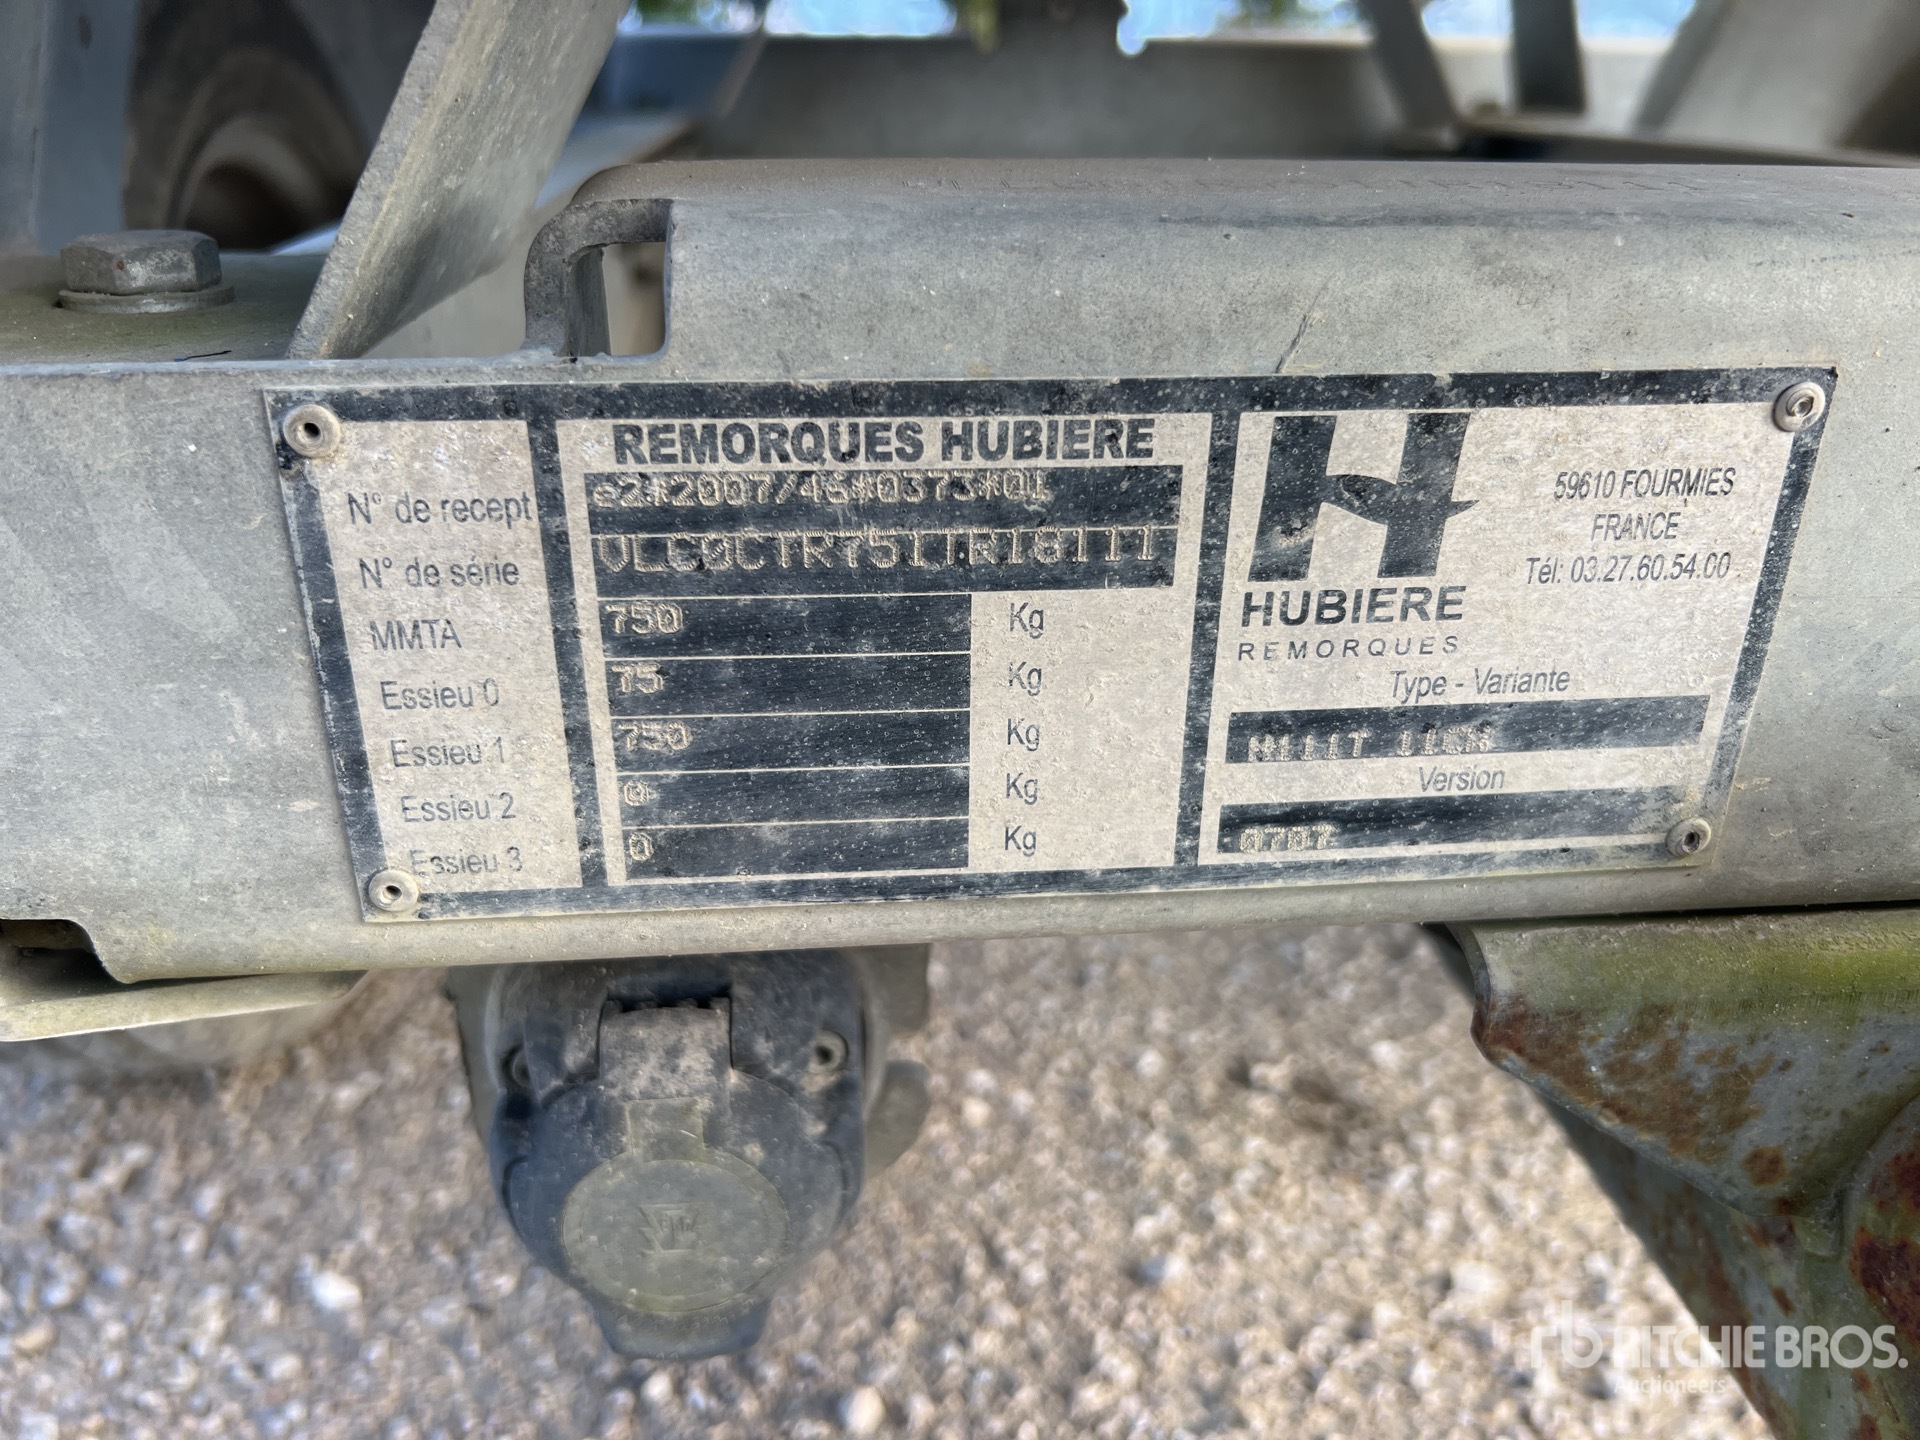 REMORQUES HUBIERE
N° de recept e2*2007/46*0373*01
N° de série
MMTA 750 Kg
Essieu 0 75 Kg
Essieu 1 750 Kg
Essieu 2 0 Kg
Essieu 3 0 Kg
H
HUBIERE
REMORQUES
59610 FOURMIES
FRANCE
Tél: 03.27.60.54.00
Type - Variante
Version
0707
rb RITCHIE BROS.
Auctioneers